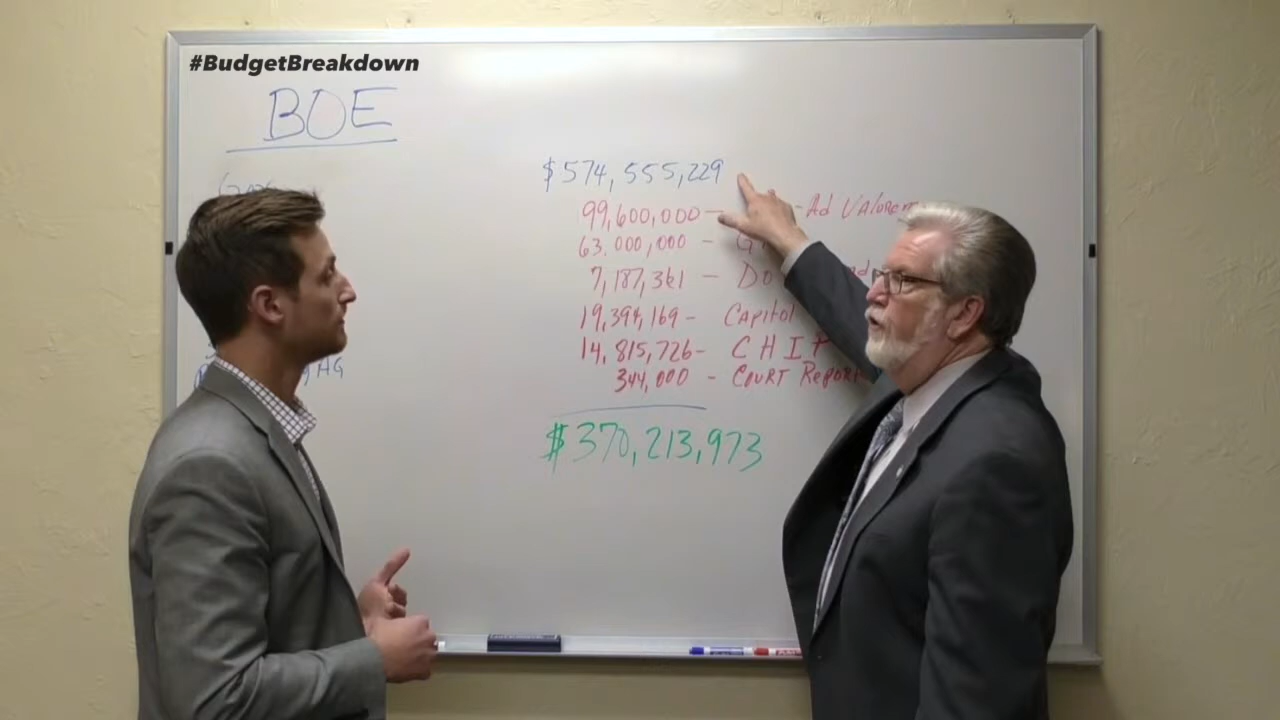 #BudgetBreakdown
BOE
$574,555,229
99,600,000 - Ad Valorem
63,000,000 -
7,187,361 -
19,394,169 - Capitol
14,815,726 - CHIP
344,000 - Court Report
$370,213,973